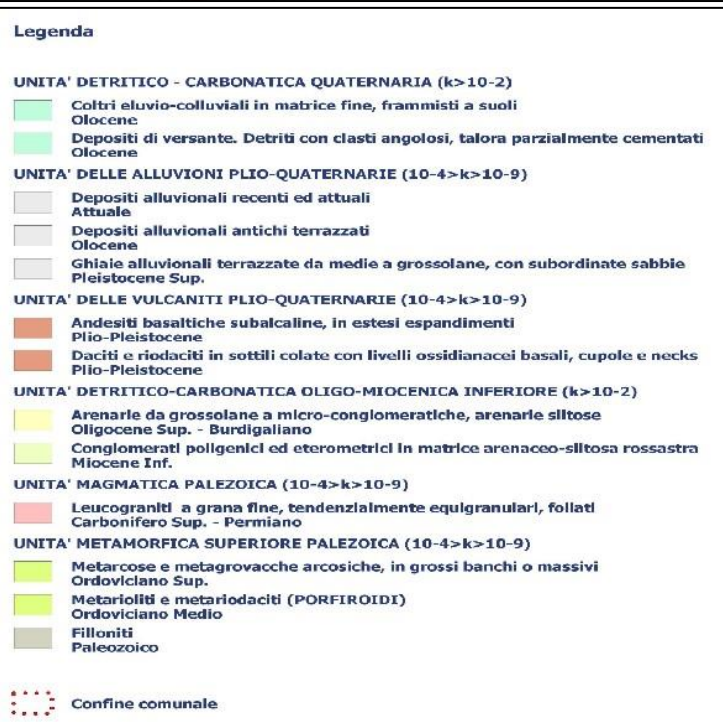 Legenda
UNITA' DETRITICO - CARBONATICA QUATERNARIA (k>10-2)
Coltri eluvio-colluviali in matrice fine, frammisti a suoli
Olocene
Depositi di versante. Detriti con clasti angolosi, talora parzialmente cementati
Olocene
UNITA' DELLE ALLUVIONI PLIO-QUATERNARIE (10-4>k>10-9)
Depositi alluvionali recenti ed attuali
Attuale
Depositi alluvionali antichi terrazzati
Olocene
Ghiaie alluvionali terrazzate da medie a grossolane, con subordinate sabbie
Pleistocene Sup.
UNITA' DELLE VULCANITI PLIO-QUATERNARIE (10-4>k>10-9)
Andesiti basaltiche subalcaline, in estesi espandimenti
Plio-Pleistocene
Daciti e riodaciti in sottili colate con livelli ossidianacei basali, cupole e necks
Plio-Pleistocene
UNITA' DETRITICO-CARBONATICA OLIGO-MIOCENICA INFERIORE (k>10-2)
Arenarie da grossolane a micro-conglomeratiche, arenarie siltose
Oligocene Sup. - Burdigaliano
Conglomerati poligenici ed eterometrici in matrice arenaceo-siltosa rossastra
Miocene Inf.
UNITA' MAGMATICA PALEZOICA (10-4>k>10-9)
Leucograniti a grana fine, tendenzialmente equigranulari, foliati
Carbonifero Sup. - Permiano
UNITA' METAMORFICA SUPERIORE PALEZOICA (10-4>k>10-9)
Metarcose e metagrovacche arcosiche, in grossi banchi o massivi
Ordoviciano Sup.
Metarioliti e metariodaciti (PORFIROIDI)
Ordoviciano Medio
Filloniti
Paleozoico
Confine comunale